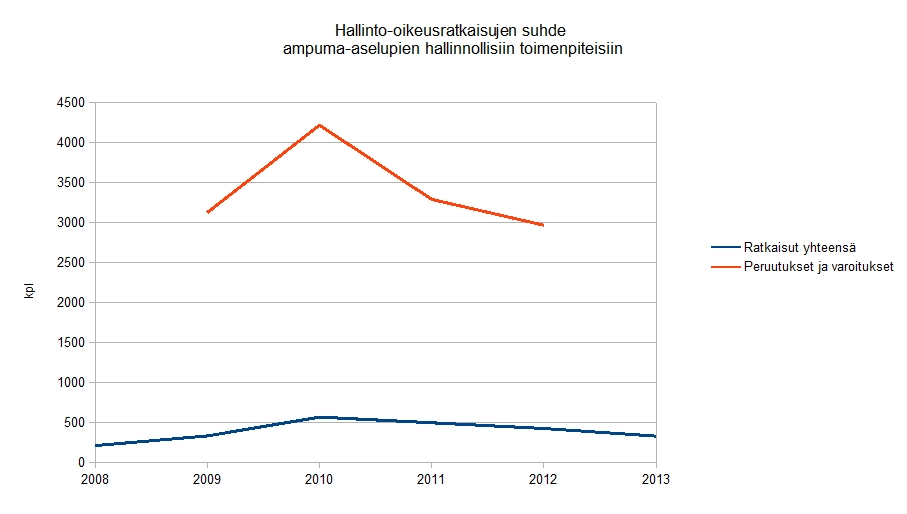 Hallinto-oikeusratkaisujen suhde
ampuma-aselupien hallinnollisiin toimenpiteisiin
4500
4000
3500
3000
2500
2000
1500
1000
500
0
kpl
2008 2009 2010 2011 2012 2013
Ratkaisut yhteensä
Peruutukset ja varoitukset